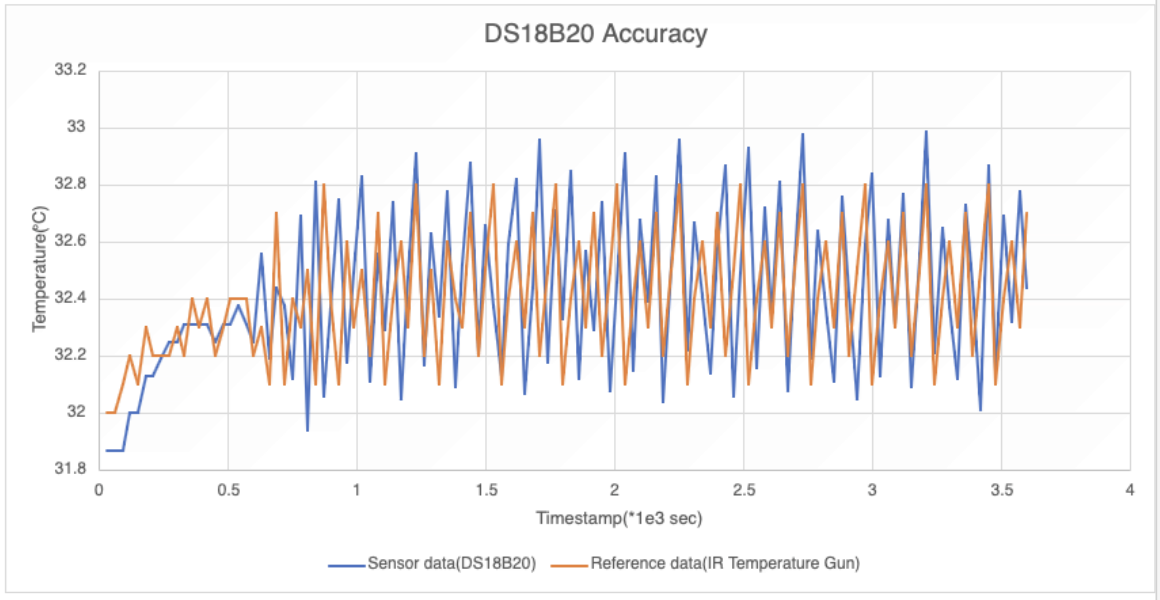 DS18B20 Accuracy
33.2
33
32.8
32.6
32.4
32.2
32
31.8
Temperature(°C)
0 0.5 1 1.5 2 2.5 3 3.5 4
Timestamp(*1e3 sec)
Sensor data(DS18B20) Reference data(IR Temperature Gun)